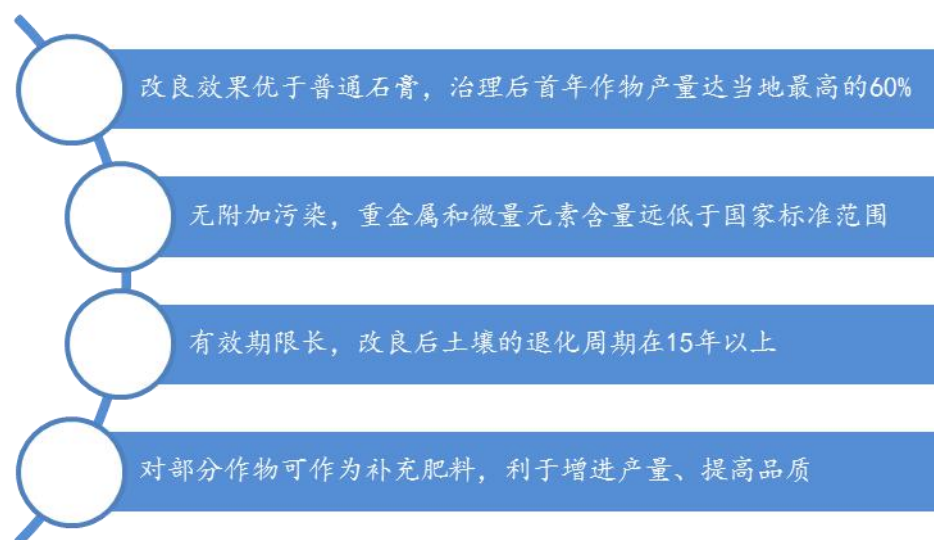 改良效果优于普通石膏，治理后首年作物产量达当地最高的60%
无附加污染，重金属和微量元素含量远低于国家标准范围
有效期限长，改良后土壤的退化周期在15年以上
对部分作物可作为补充肥料，利于增进产量、提高品质